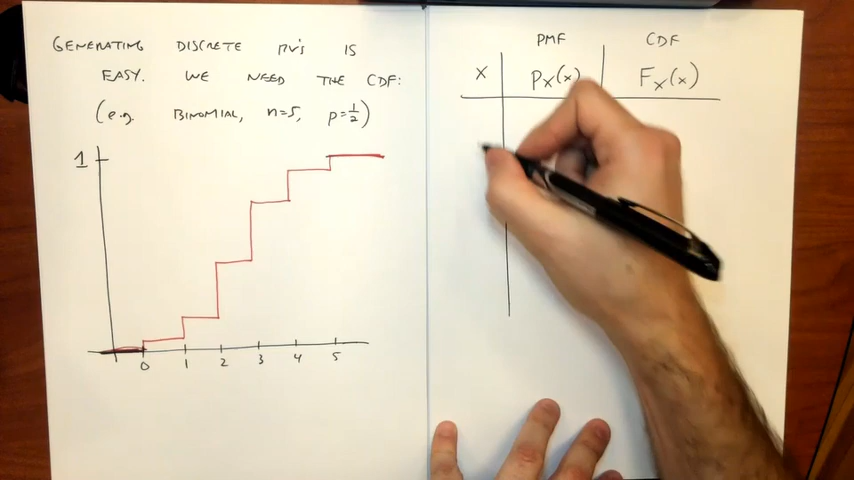 GENERATING DISCRETE RV'S IS
EASY. WE NEED THE CDF:
(e.g. BINOMIAL, n=5, p=½)
1
0 1 2 3 4 5
PMF CDF
x pX(x) FX(x)